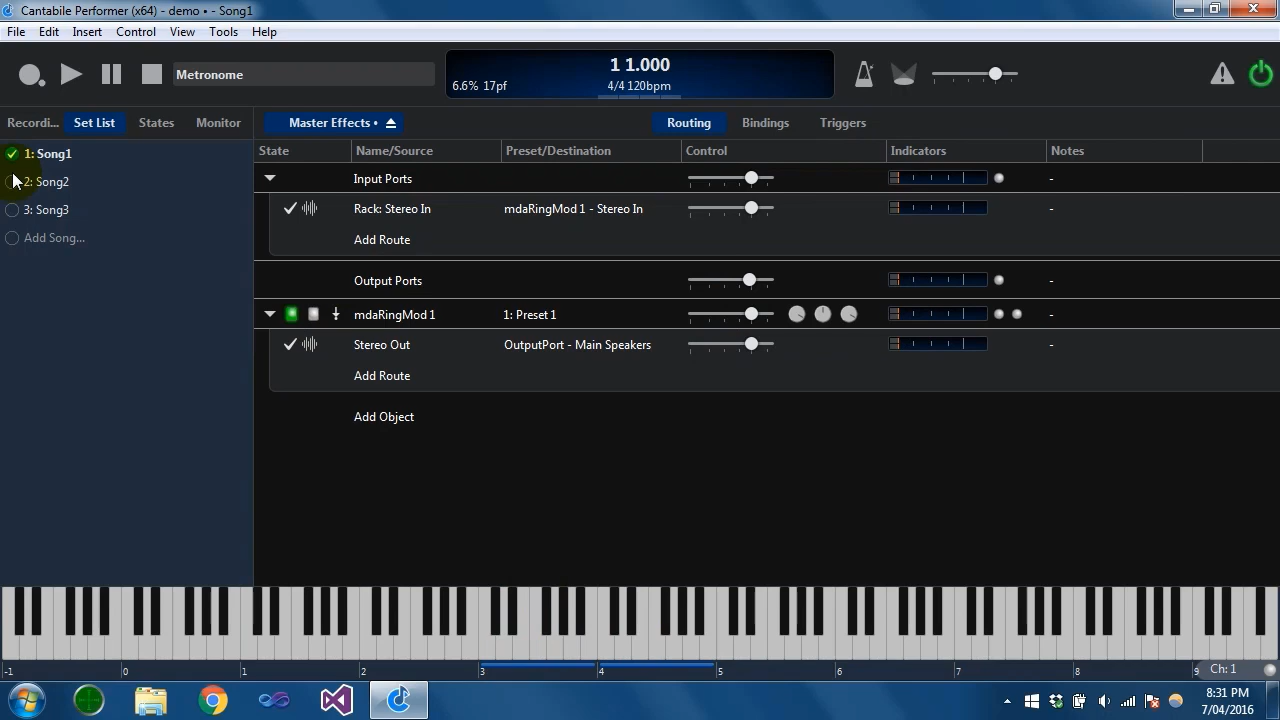 Cantabile Performer (x64) - demo • - Song1
File Edit Insert Control View Tools Help
Metronome
1 1.000
6.6% 17pf 4/4 120bpm
Recordi... Set List States Monitor
Master Effects • Routing Bindings Triggers
State Name/Source Preset/Destination Control Indicators Notes
1: Song1
2: Song2
3: Song3
Add Song...
Input Ports -
Rack: Stereo In mdaRingMod 1 - Stereo In -
Add Route
Output Ports -
mdaRingMod 1 1: Preset 1 -
Stereo Out OutputPort - Main Speakers -
Add Route
Add Object
-1 0 1 2 3 4 5 6 7 8 9 Ch: 1
8:31 PM
7/04/2016